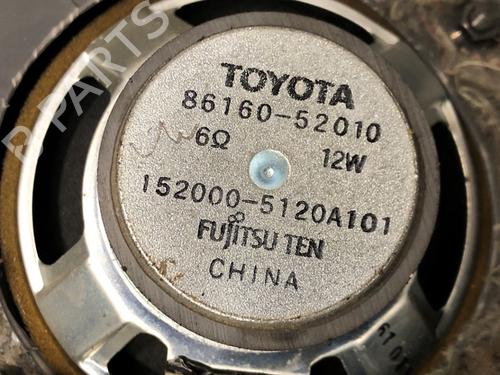 B-PARTS
TOYOTA
86160-52010
6Ω 12W
152000-5120A101
FUJITSU TEN
CHINA